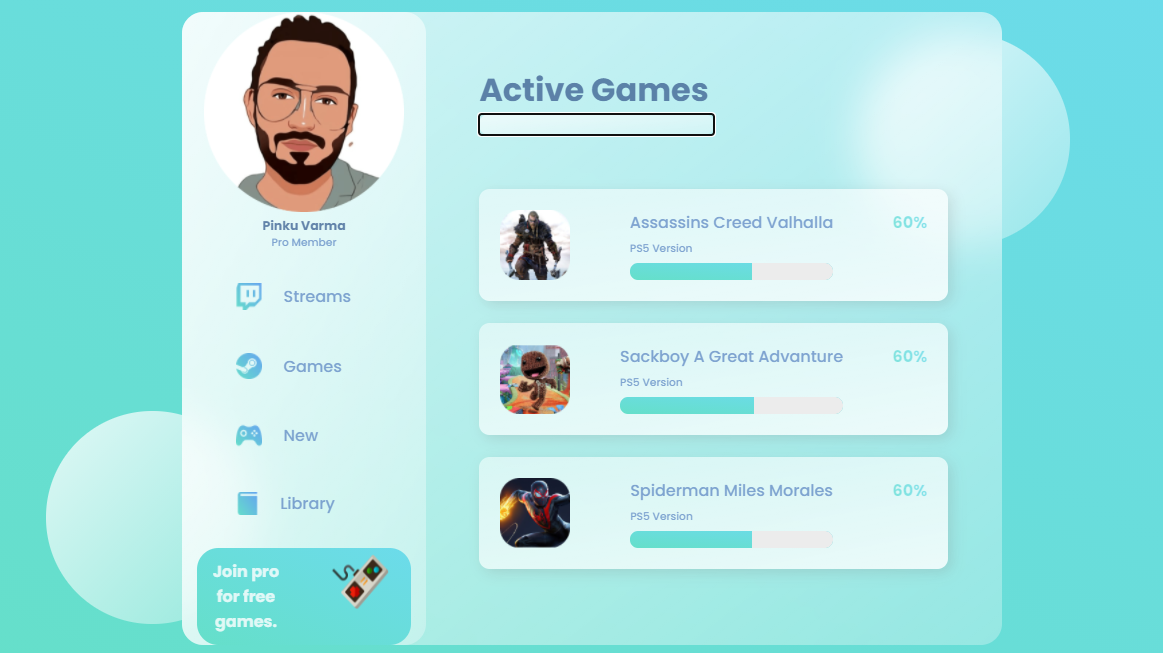 Pinku Varma
Pro Member
Streams
Games
New
Library
Join pro
for free
games.
Active Games
Assassins Creed Valhalla
60%
PS5 Version
Sackboy A Great Advanture
60%
PS5 Version
Spiderman Miles Morales
60%
PS5 Version